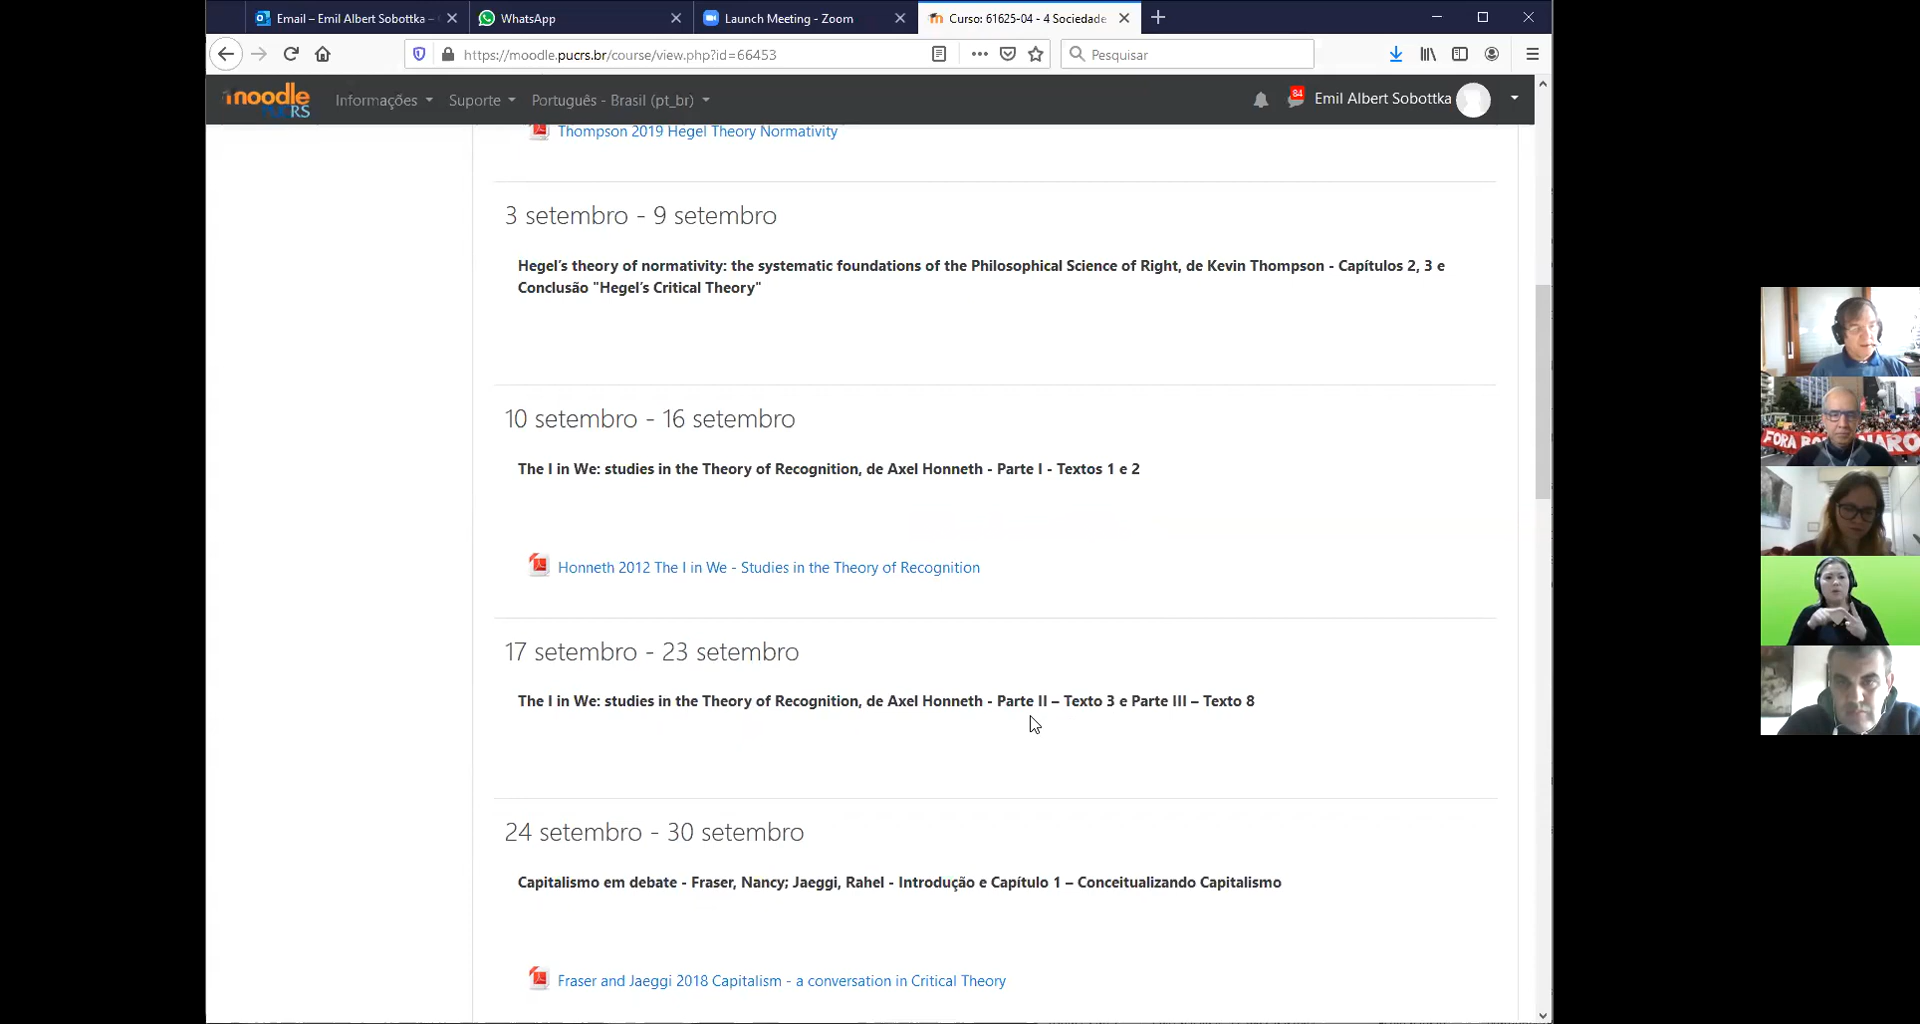 Email – Emil Albert Sobottka –
WhatsApp
Launch Meeting - Zoom
Curso: 61625-04 - 4 Sociedade
https://moodle.pucrs.br/course/view.php?id=66453
Pesquisar
moodle
RS
Informações
Suporte
Português - Brasil (pt_br)
84
Emil Albert Sobottka
Thompson 2019 Hegel Theory Normativity
3 setembro - 9 setembro
Hegel’s theory of normativity: the systematic foundations of the Philosophical Science of Right, de Kevin Thompson - Capítulos 2, 3 e
Conclusão "Hegel’s Critical Theory"
10 setembro - 16 setembro
The I in We: studies in the Theory of Recognition, de Axel Honneth - Parte I - Textos 1 e 2
Honneth 2012 The I in We - Studies in the Theory of Recognition
17 setembro - 23 setembro
The I in We: studies in the Theory of Recognition, de Axel Honneth - Parte II – Texto 3 e Parte III – Texto 8
24 setembro - 30 setembro
Capitalismo em debate - Fraser, Nancy; Jaeggi, Rahel - Introdução e Capítulo 1 – Conceitualizando Capitalismo
Fraser and Jaeggi 2018 Capitalism - a conversation in Critical Theory
FORA